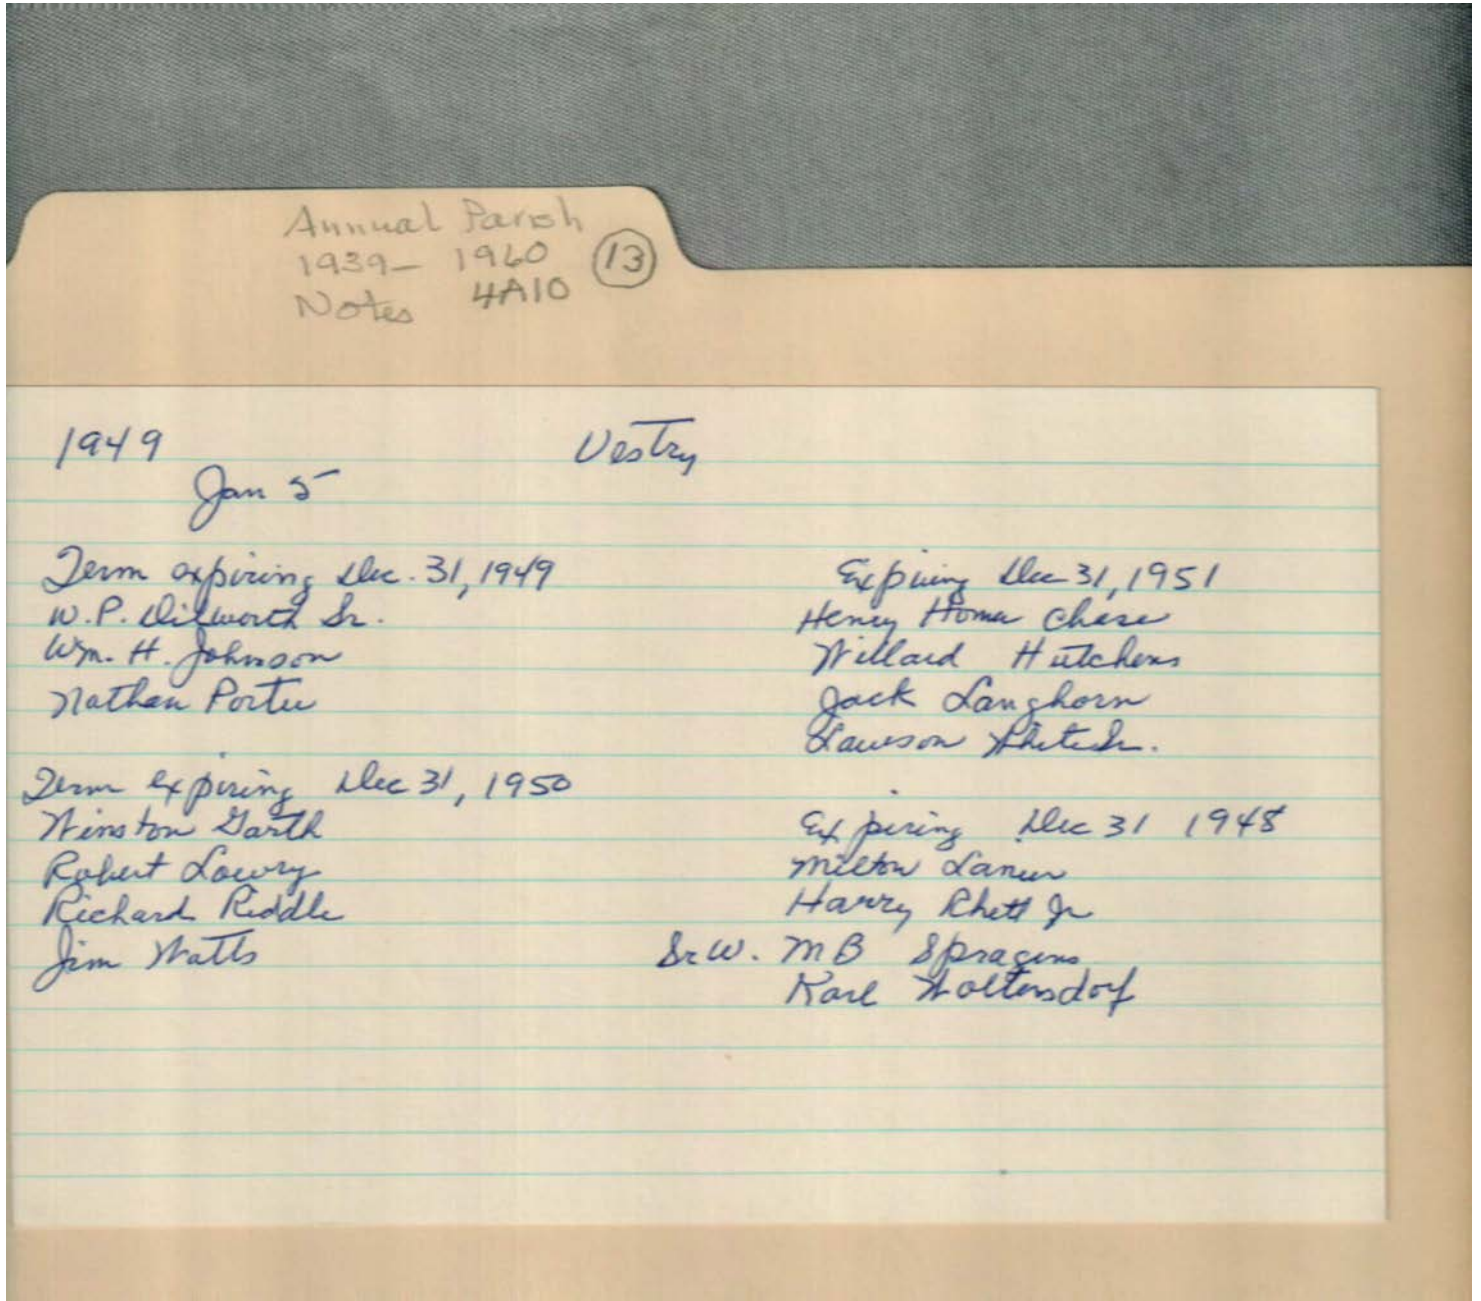 Annual Parish
1939- 1960 13
Notes 4A10
1949 Vestry
Jan 5
Term expiring Dec. 31, 1949
W.P. Dilworth Sr.
Wm. H. Johnson
Nathan Porter
Term expiring Dec 31, 1950
Winston Garth
Robert Lowry
Richard Riddle
Jim Watts
Expiring Dec 31, 1951
Henry Homer Chase
Willard Hutchens
Jack Langhorn
Lawson
Expiring Dec 31 1948
Milton Lanier
Harry Rhett Jr
Sr W. M B Spragins
Karl Woltersdorf